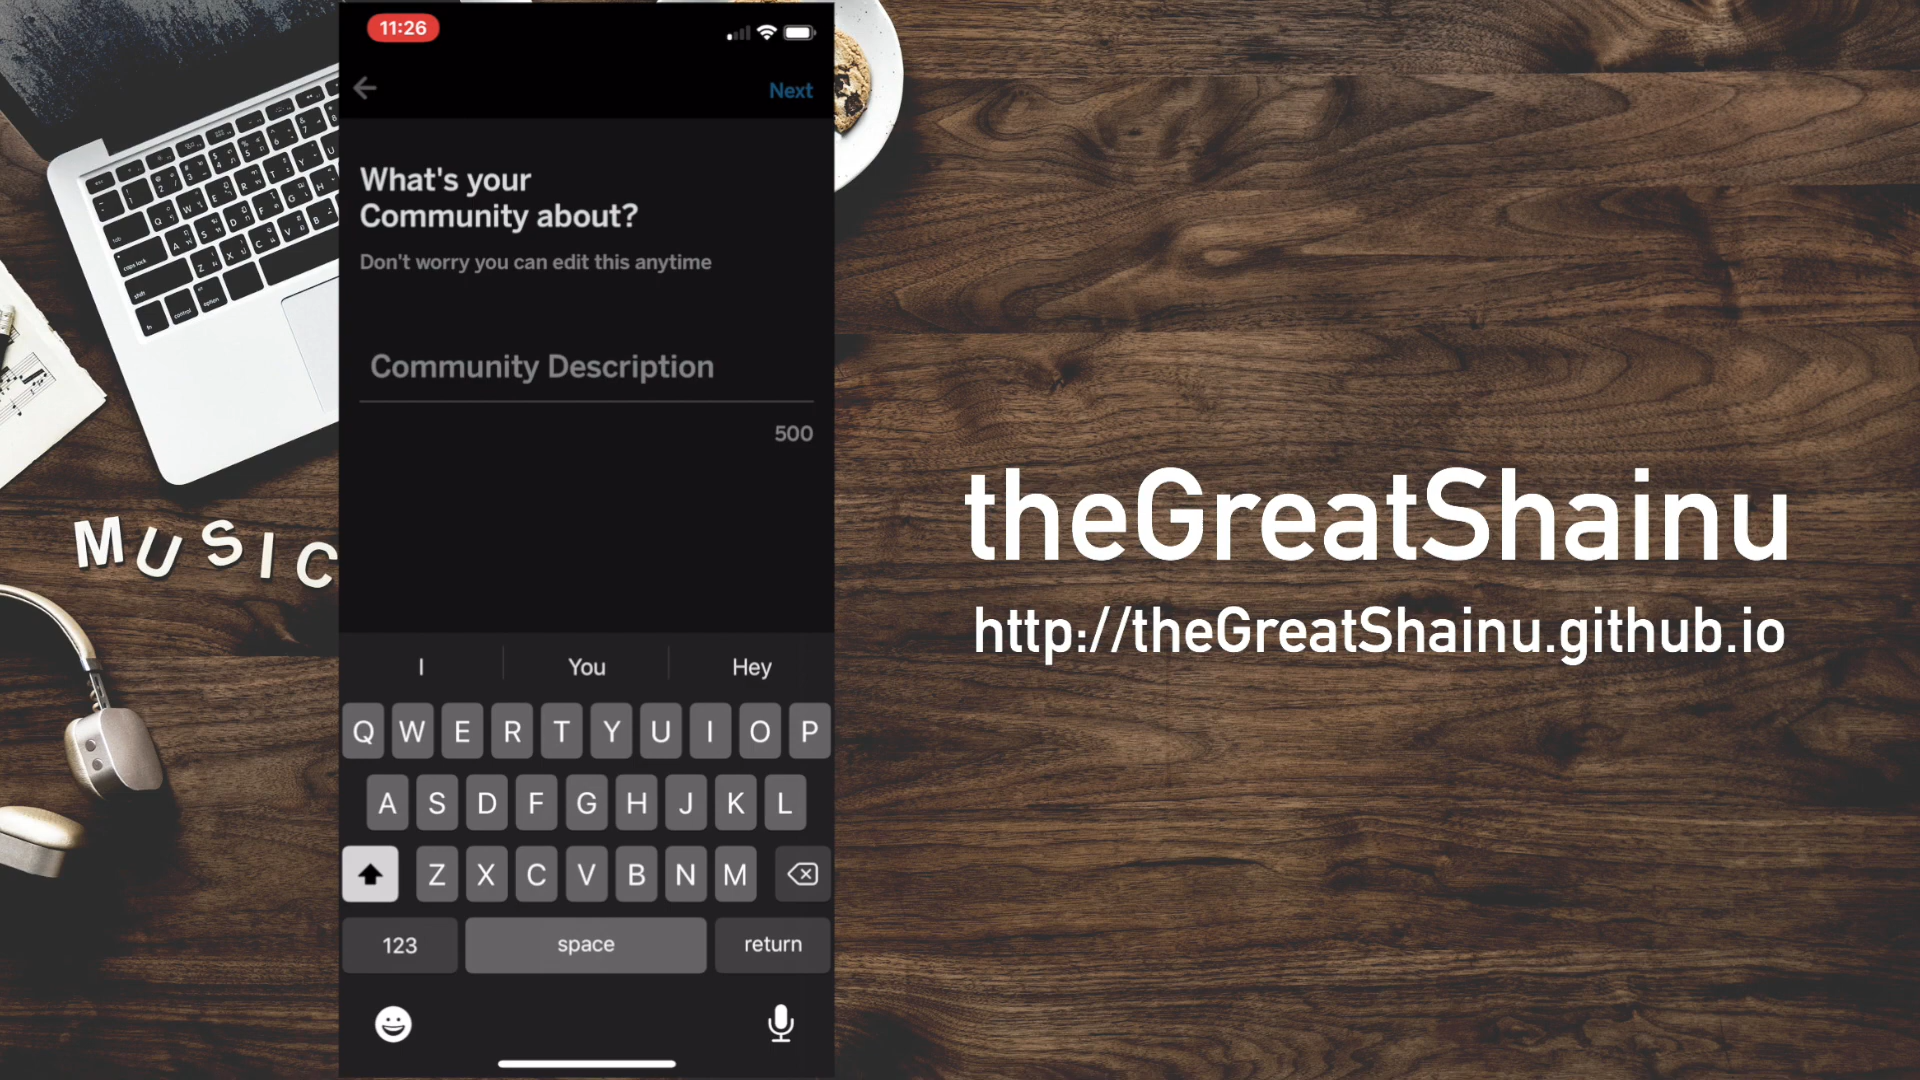 11:26
Next
What's your
Community about?
Don't worry you can edit this anytime
Community Description
500
I You Hey
Q W E R T Y U I O P
A S D F G H J K L
Z X C V B N M
123 space return
MUSIC
theGreatShainu
http://theGreatShainu.github.io